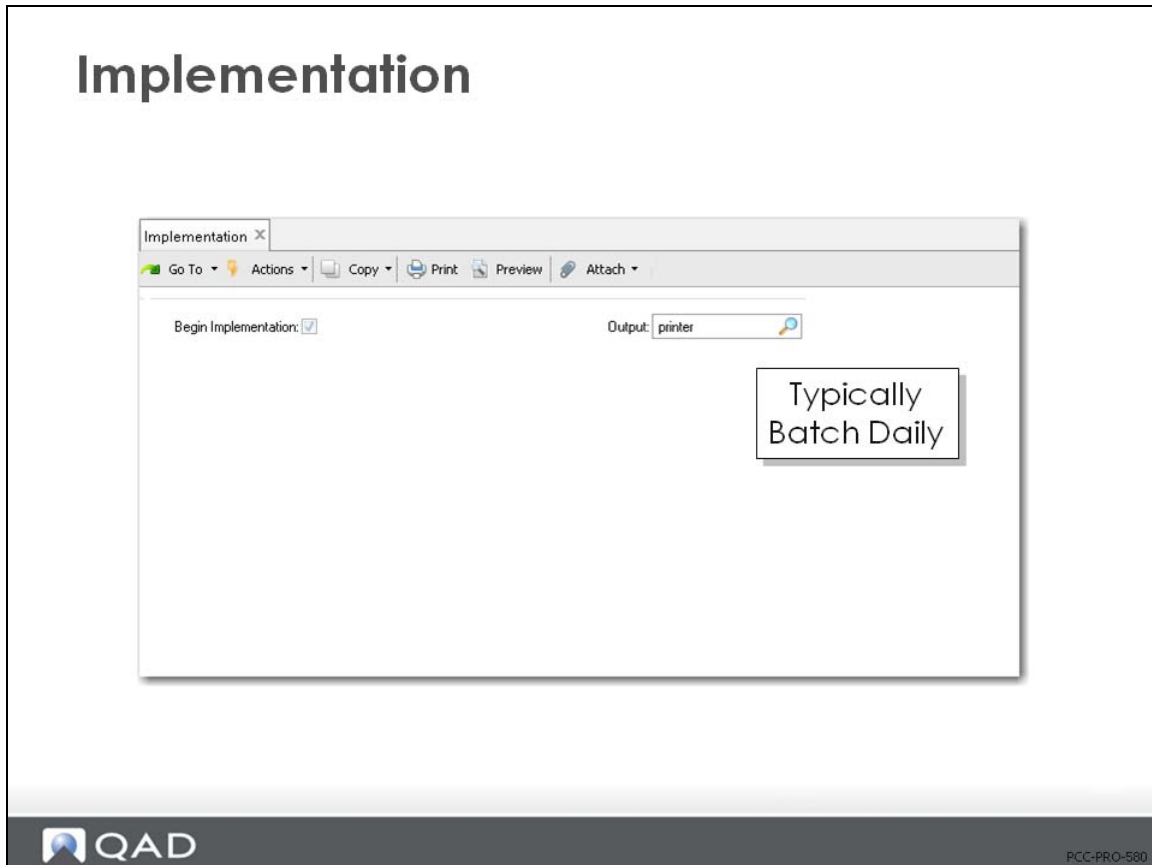 Implementation
Implementation
Go To Actions Copy Print Preview Attach
Begin Implementation: Output: printer
Typically
Batch Daily
QAD
PCC-PRO-580